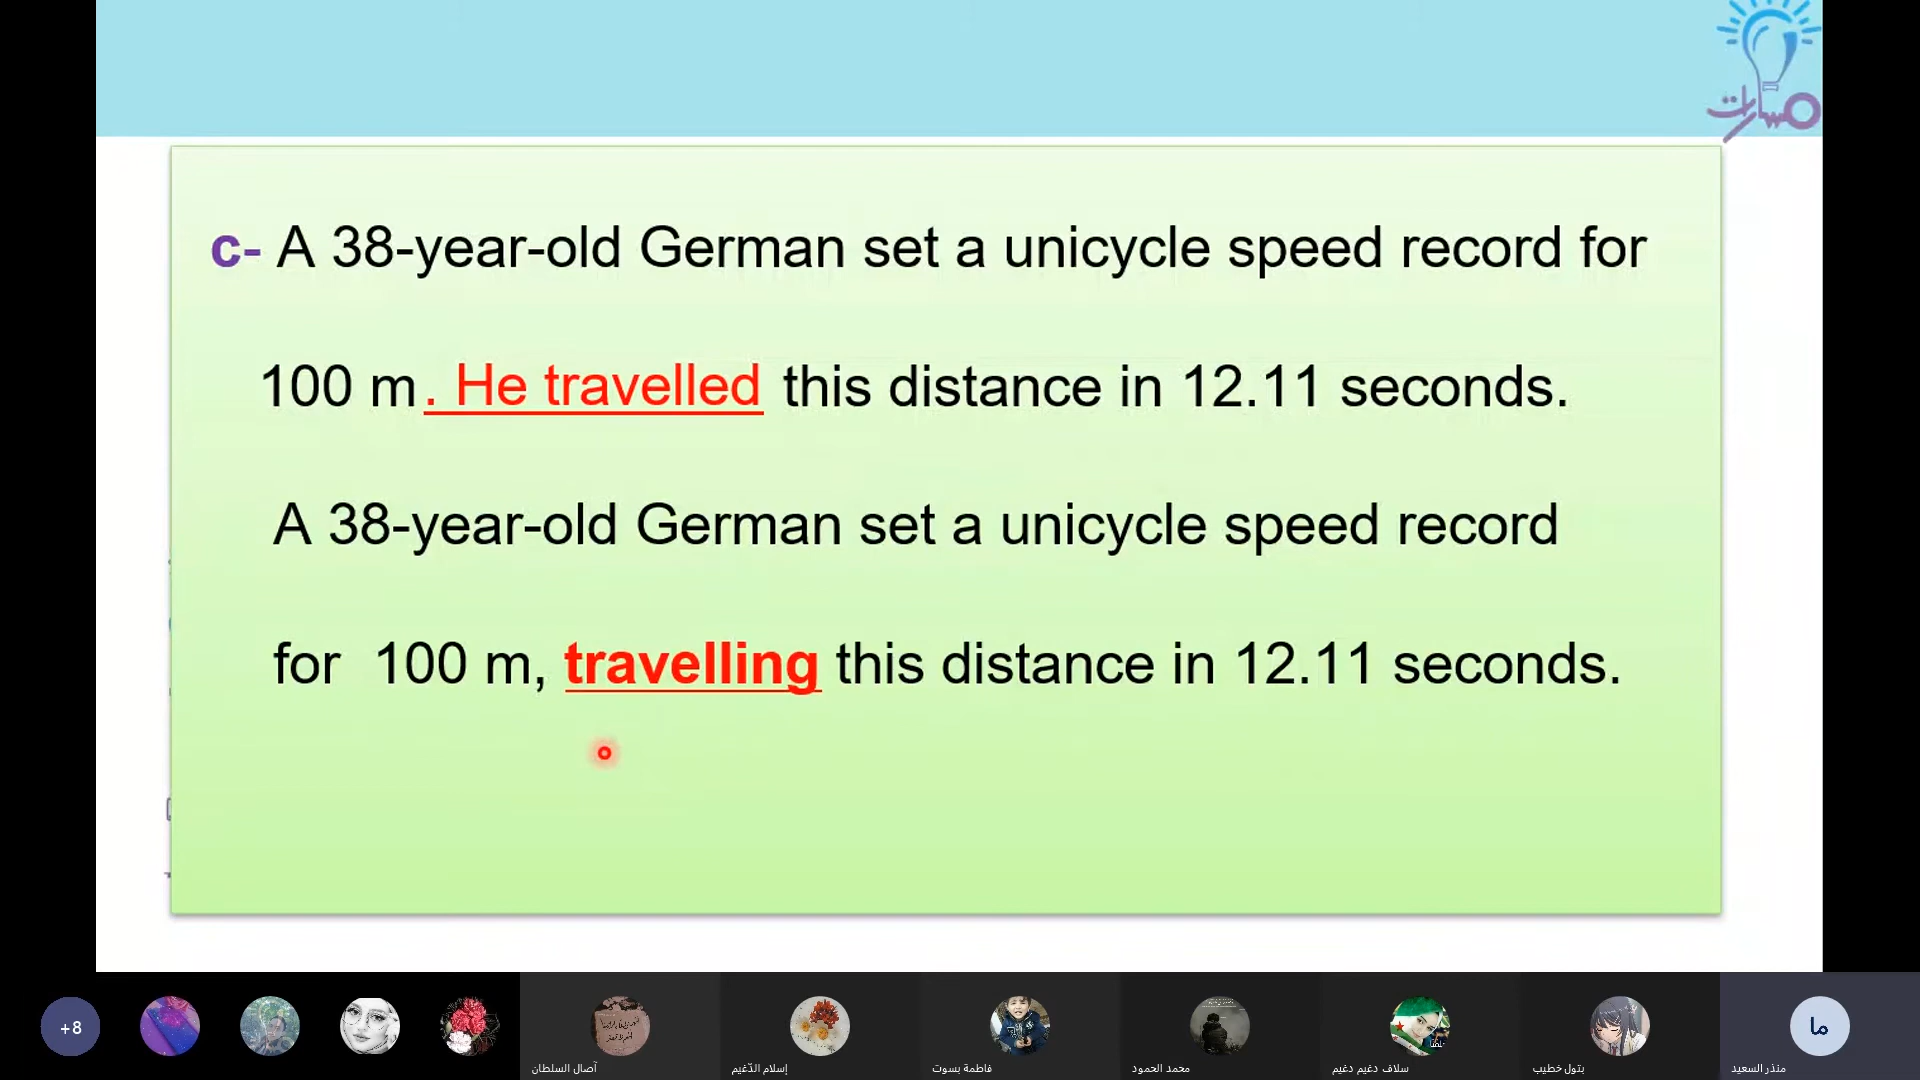 مسارات
c- A 38-year-old German set a unicycle speed record for
100 m. He travelled this distance in 12.11 seconds.
A 38-year-old German set a unicycle speed record
for 100 m, travelling this distance in 12.11 seconds.
+8
آصال السلطان
إسلام الدّغيم
فاطمة بسوت
محمد الحمود
سلاف دغيم دغيم
بتول خطيب
ما
منذر السعيد